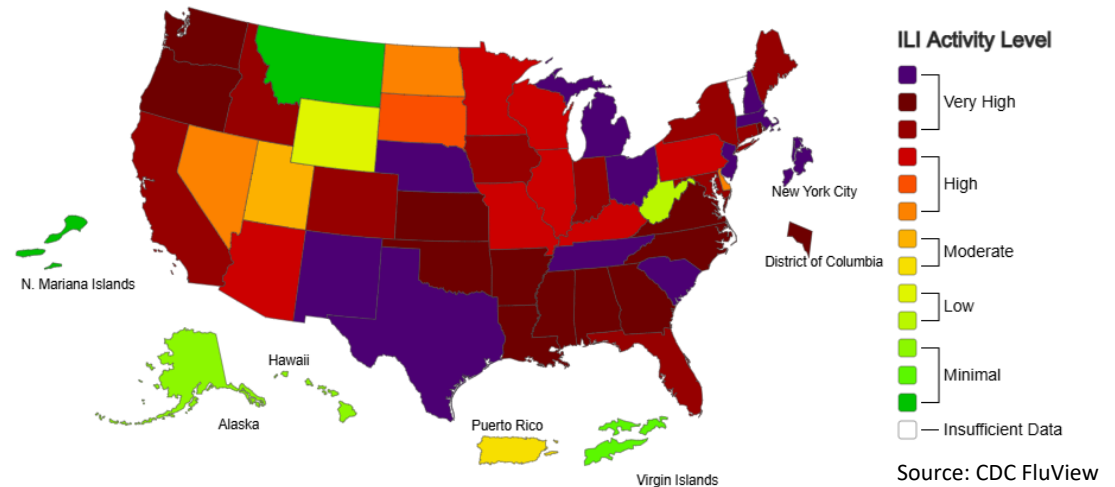 ILI Activity Level
Very High
High
Moderate
Low
Minimal
Insufficient Data
New York City
District of Columbia
N. Mariana Islands
Hawaii
Alaska
Puerto Rico
Virgin Islands
Source: CDC FluView